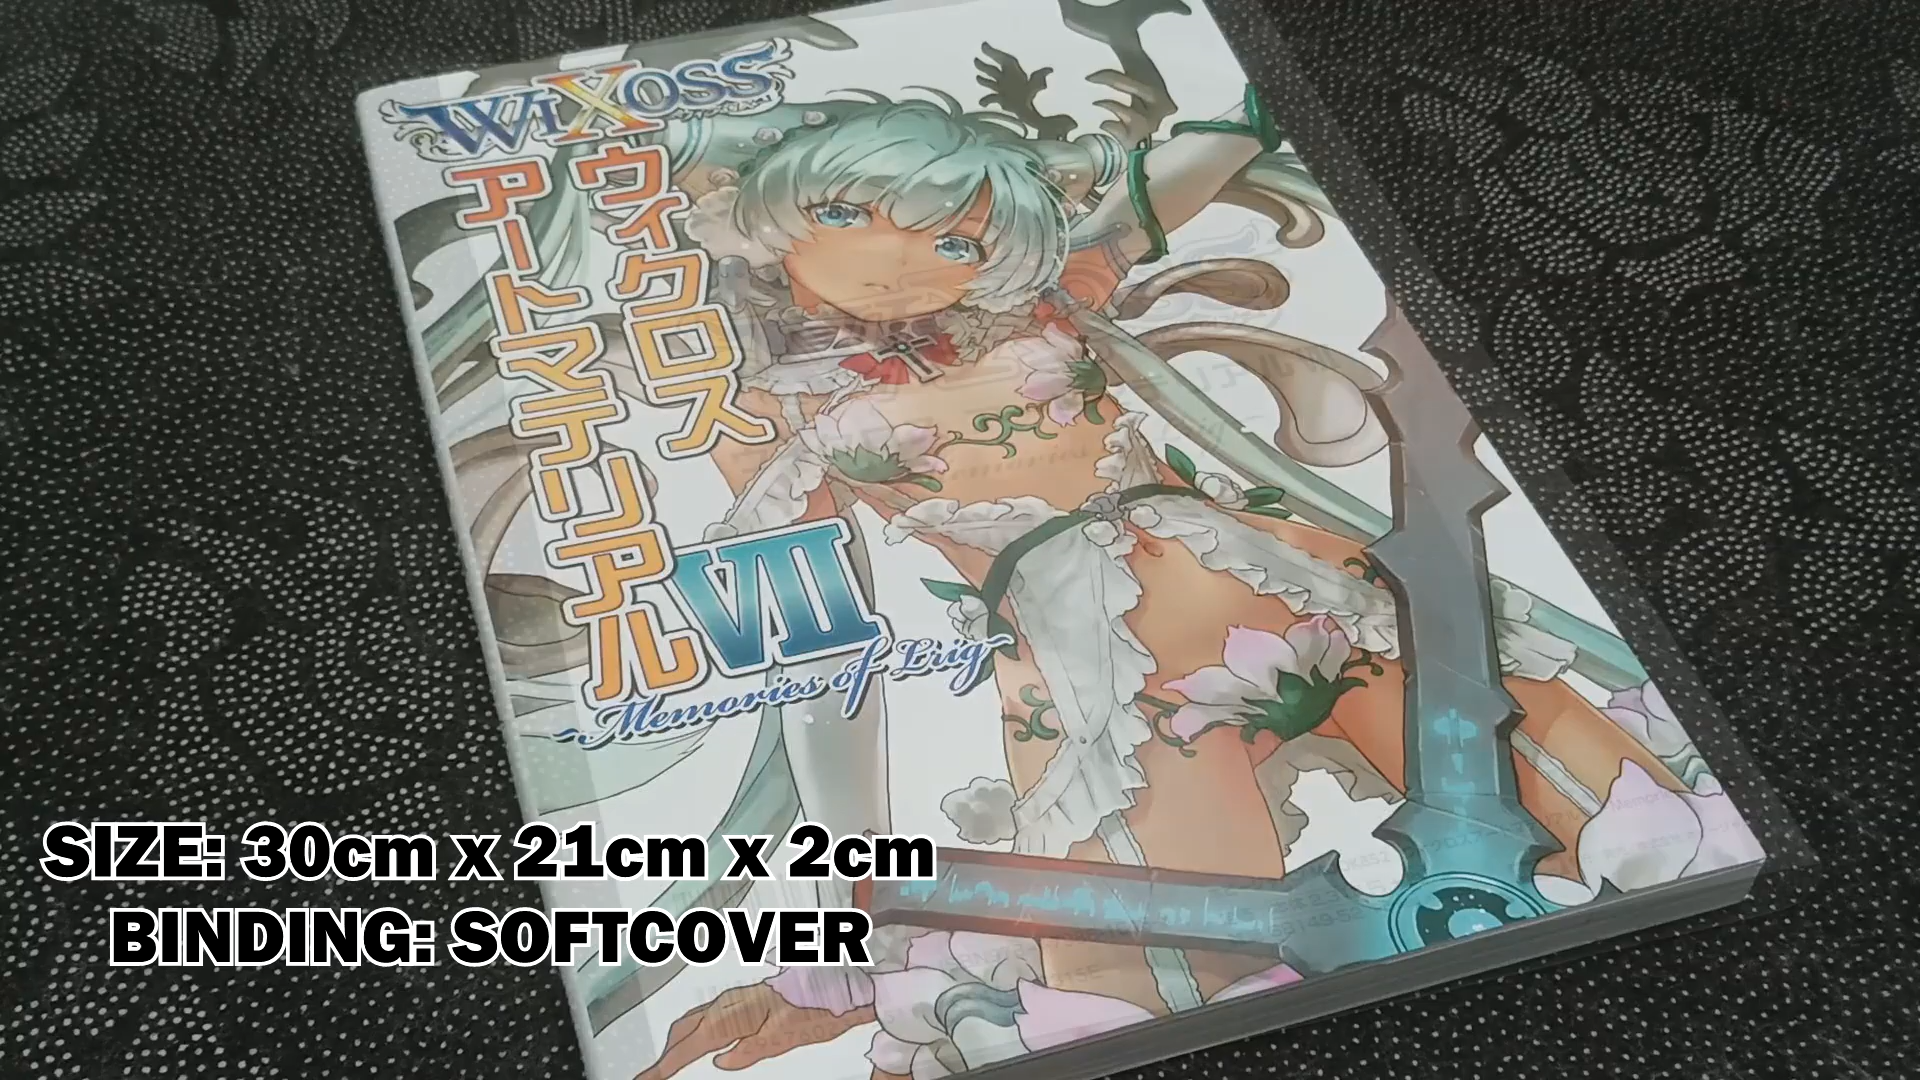 WIXOSS
ウィクロス
アートマテリアル
VII
~Memories of Lrig~
SIZE: 30cm x 21cm x 2cm
BINDING: SOFTCOVER